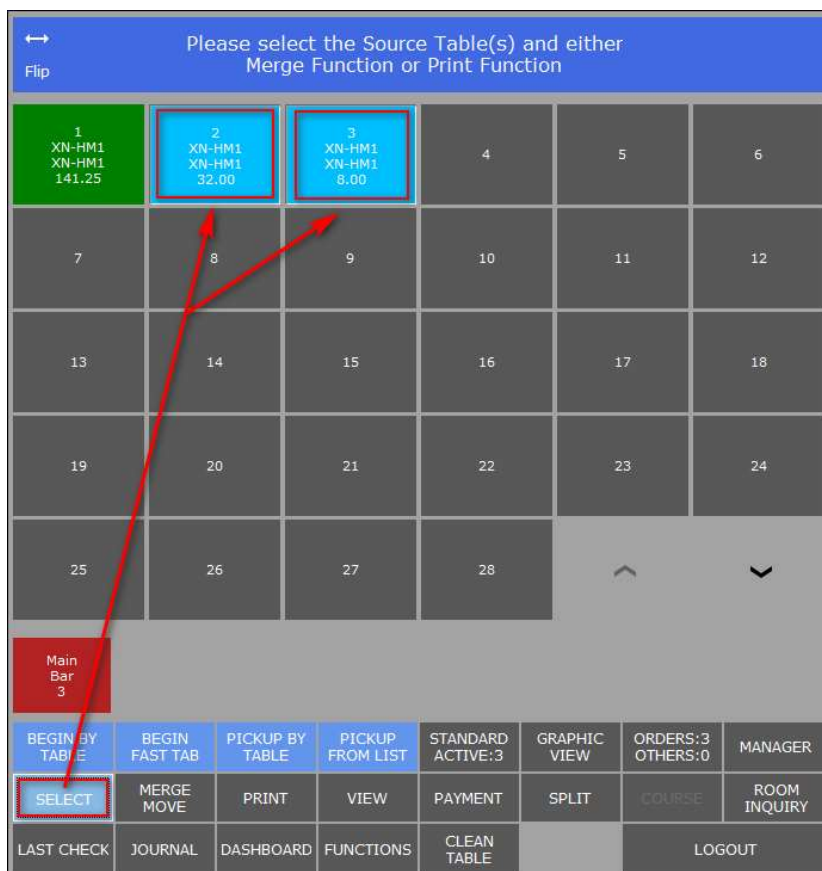 Flip
Please select the Source Table(s) and either
Merge Function or Print Function
1
XN-HM1
XN-HM1
141.25
2
XN-HM1
XN-HM1
32.00
3
XN-HM1
XN-HM1
8.00
4
5
6
7
8
9
10
11
12
13
14
15
16
17
18
19
20
21
22
23
24
25
26
27
28
Main
Bar
3
BEGIN BY
TABLE
BEGIN
FAST TAB
PICKUP BY
TABLE
PICKUP
FROM LIST
STANDARD
ACTIVE:3
GRAPHIC
VIEW
ORDERS:3
OTHERS:0
MANAGER
SELECT
MERGE
MOVE
PRINT
VIEW
PAYMENT
SPLIT
COURSE
ROOM
INQUIRY
LAST CHECK
JOURNAL
DASHBOARD
FUNCTIONS
CLEAN
TABLE
LOGOUT